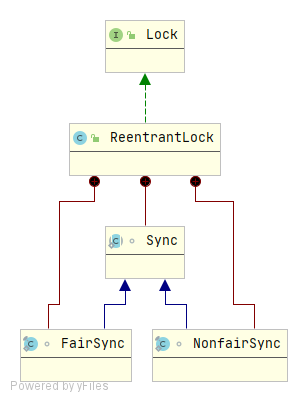 I Lock
C ReentrantLock
C Sync
C FairSync
C NonfairSync
Powered by yFiles